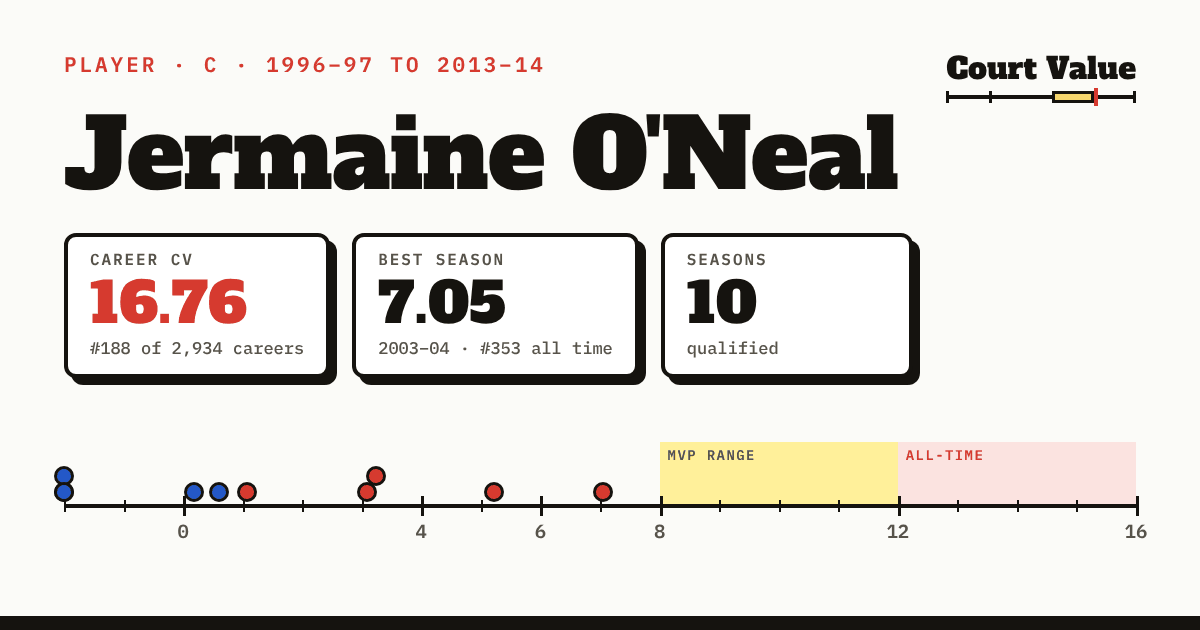 PLAYER · C · 1996–97 TO 2013–14
Court Value
Jermaine O'Neal
CAREER CV
16.76
#188 of 2,934 careers
BEST SEASON
7.05
2003–04 · #353 all time
SEASONS
10
qualified
MVP RANGE
ALL-TIME
0 4 6 8 12 16